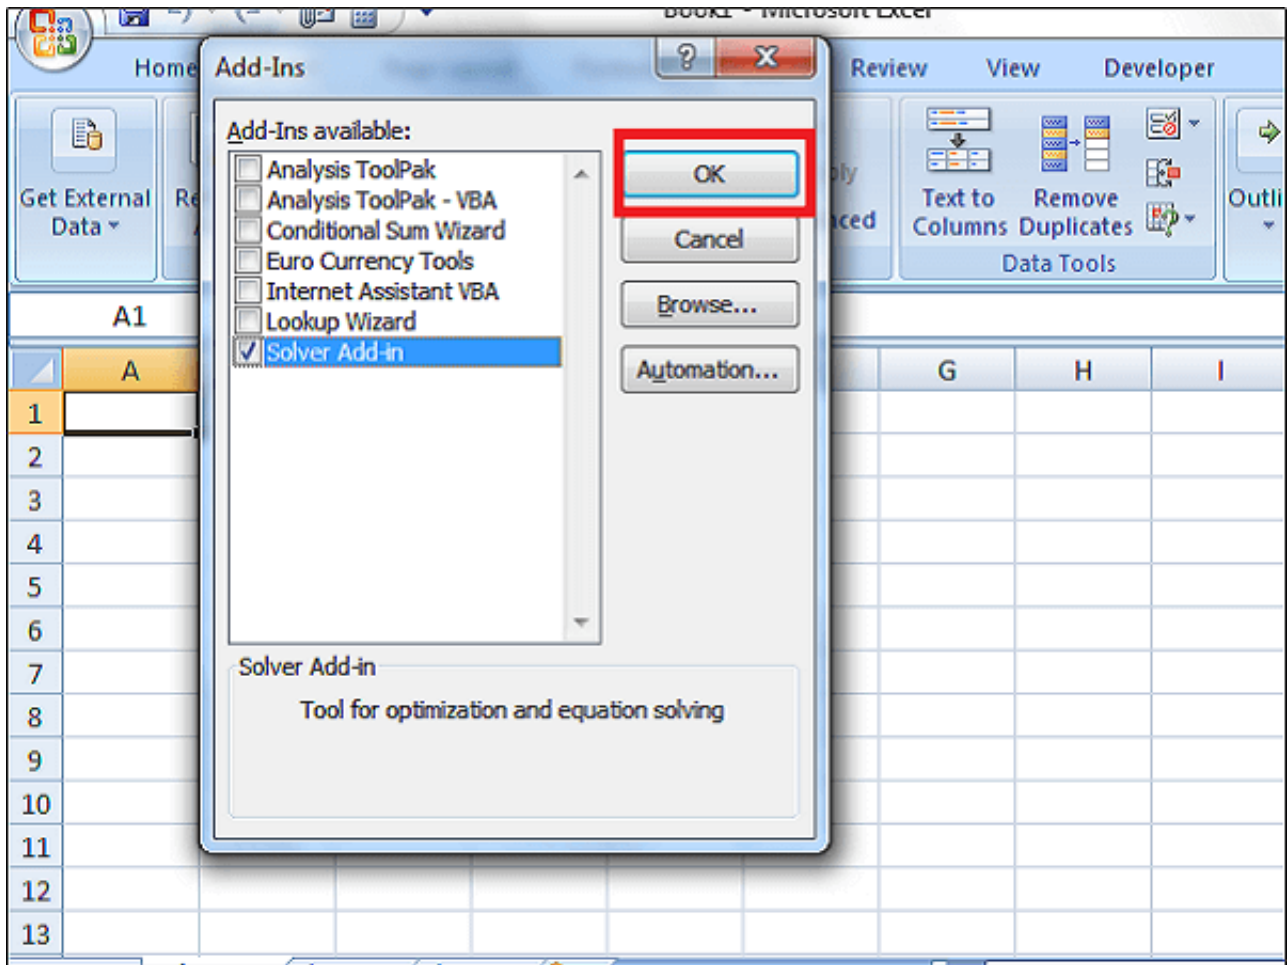 Book1 - Microsoft Excel
Home
Review
View
Developer
Add-Ins
Add-Ins available:
Analysis ToolPak
Analysis ToolPak - VBA
Conditional Sum Wizard
Euro Currency Tools
Internet Assistant VBA
Lookup Wizard
Solver Add-in
OK
Cancel
Browse...
Automation...
Solver Add-in
Tool for optimization and equation solving
Get External
Data
Text to
Columns
Remove
Duplicates
Data Tools
A1
A
G
H
I
1
2
3
4
5
6
7
8
9
10
11
12
13